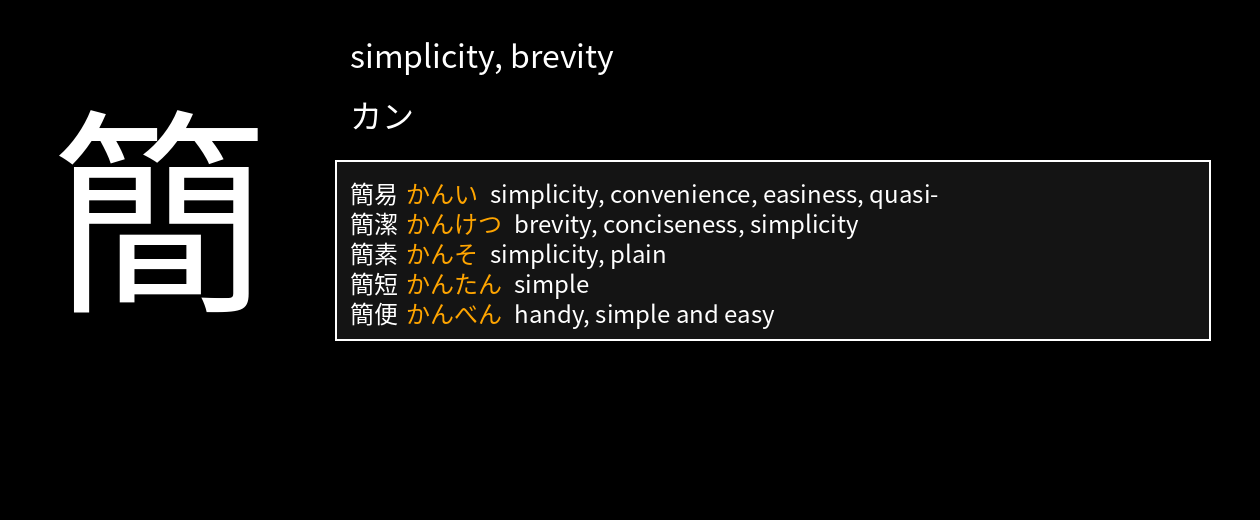 簡
simplicity, brevity
カン
簡易 かんい simplicity, convenience, easiness, quasi-
簡潔 かんけつ brevity, conciseness, simplicity
簡素 かんそ simplicity, plain
簡短 かんたん simple
簡便 かんべん handy, simple and easy